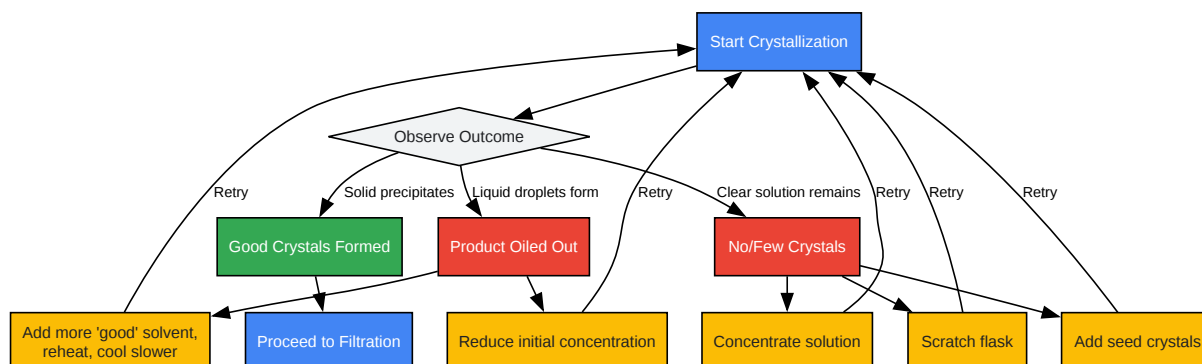 Start Crystallization
Observe Outcome
Retry
Solid precipitates
Liquid droplets form
Retry
Clear solution remains
Retry
Retry
Retry
Good Crystals Formed
Product Oiled Out
No/Few Crystals
Add more 'good' solvent,
reheat, cool slower
Proceed to Filtration
Reduce initial concentration
Concentrate solution
Scratch flask
Add seed crystals